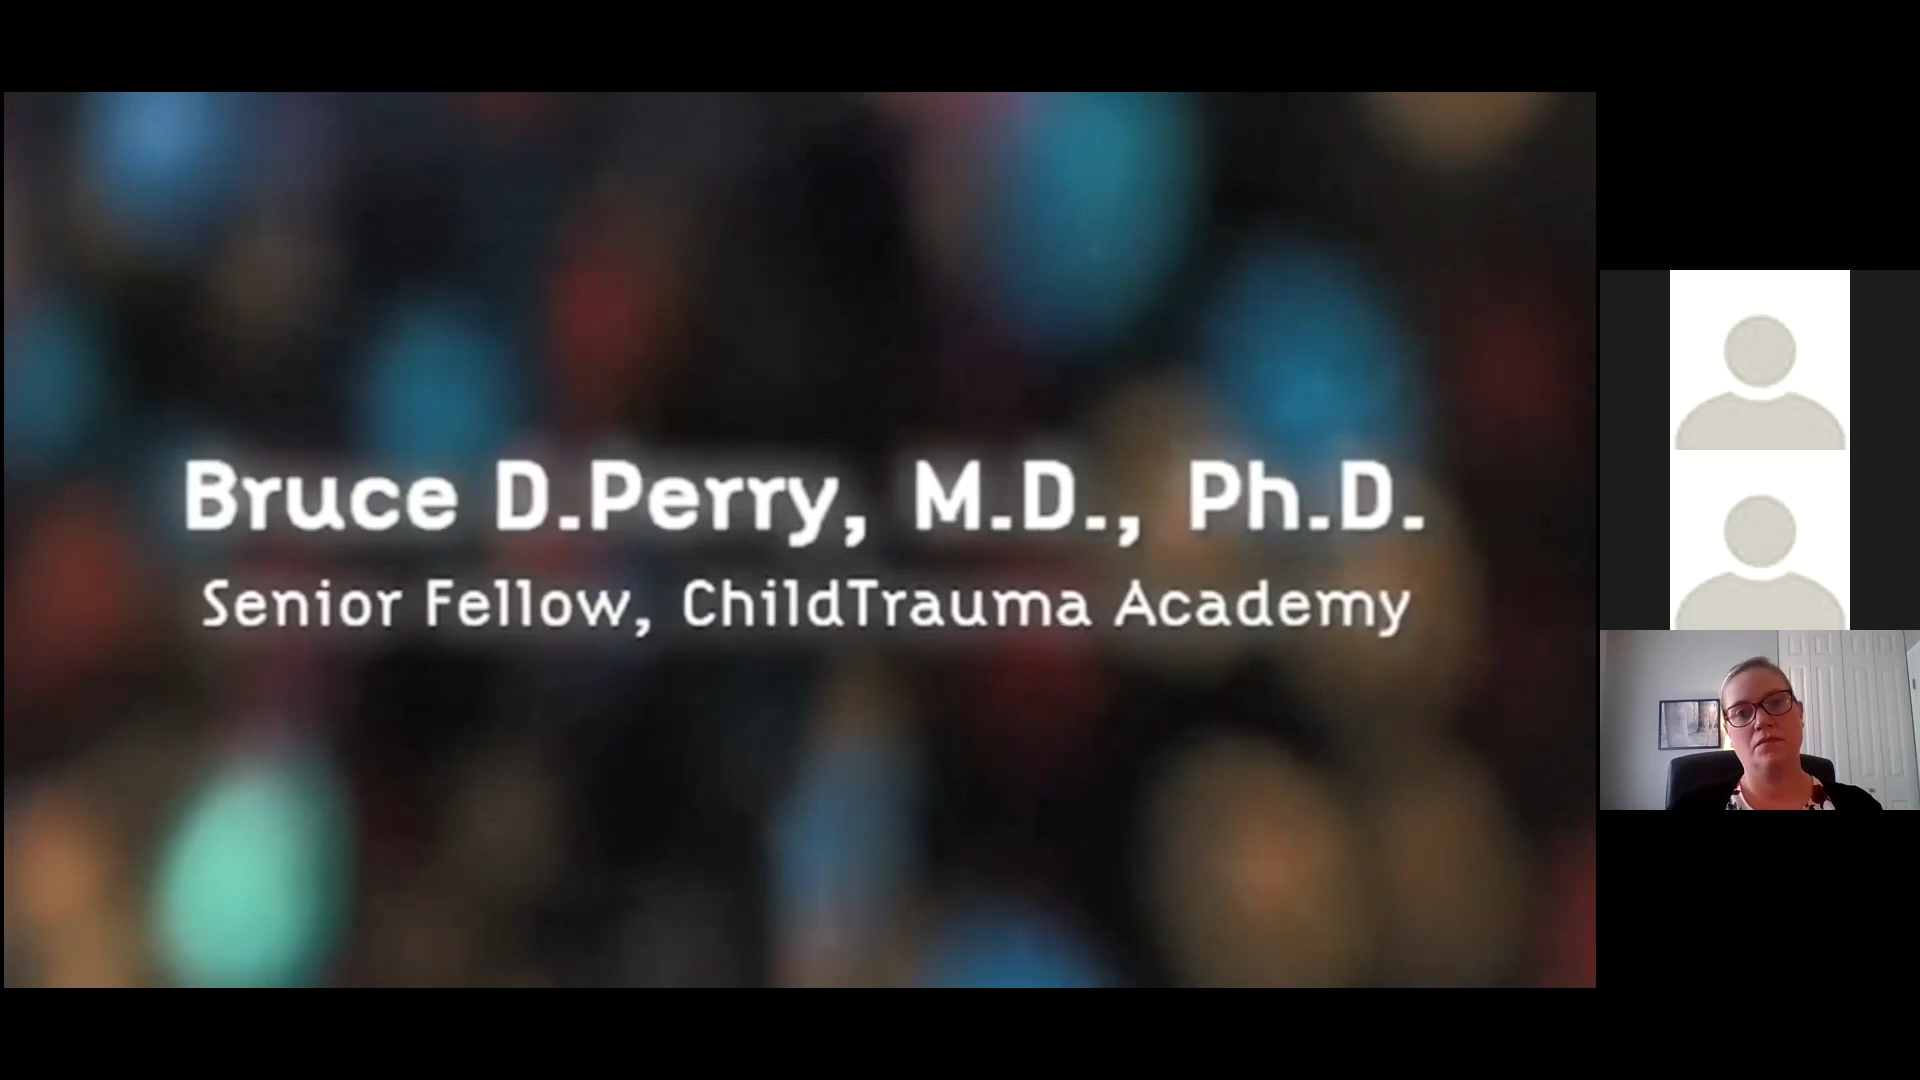 Bruce D.Perry, M.D., Ph.D.
Senior Fellow, ChildTrauma Academy